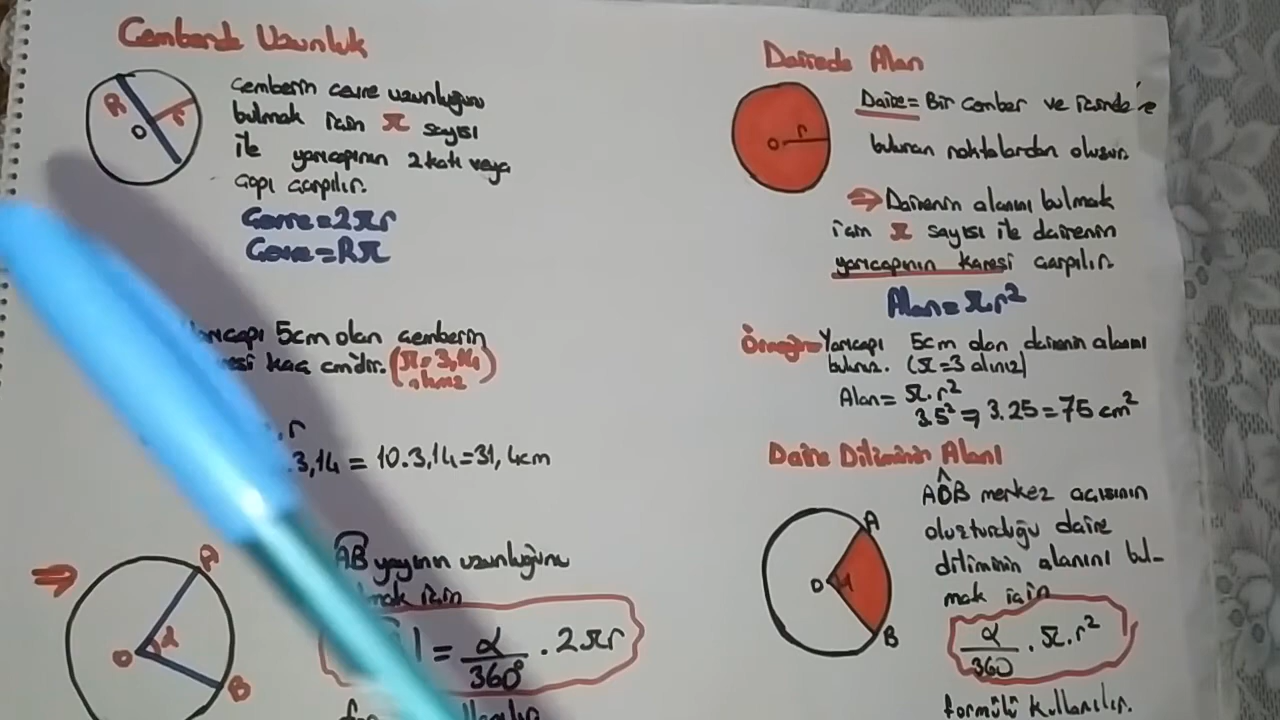 Çemberde Uzunluk
R
r
O
Çemberin çevre uzunluğunu
bulmak için π sayısı
ile yarıçapının 2 katı veya
çapı çarpılır.
Çevre=2πr
Çevre=Rπ
Yarıçapı 5cm olan çemberin
kaç cmdir. (π=3,14
alınız)
.r
.3,14 = 10.3,14=31,4cm
A
α
O
B
AB yayının uzunluğunu
için
| = α/360° . 2πr
Dairede Alan
O r
Daire= Bir çember ve içinde
bulunan noktalardan oluşur.
⇒ Dairenin alanını bulmak
için π sayısı ile dairenin
yarıçapının karesi çarpılır.
Alan=π.r²
Örneğin= Yarıçapı 5cm olan dairenin alanını
bulunuz. (π=3 alınız)
Alan= π.r²
3.5² ⇒ 3.25=75 cm²
Daire Diliminin Alanı
AÔB merkez açısının
oluşturduğu daire
diliminin alanını bul-
mak için
A
O
B
α/360 . π.r²
formülü kullanılır.